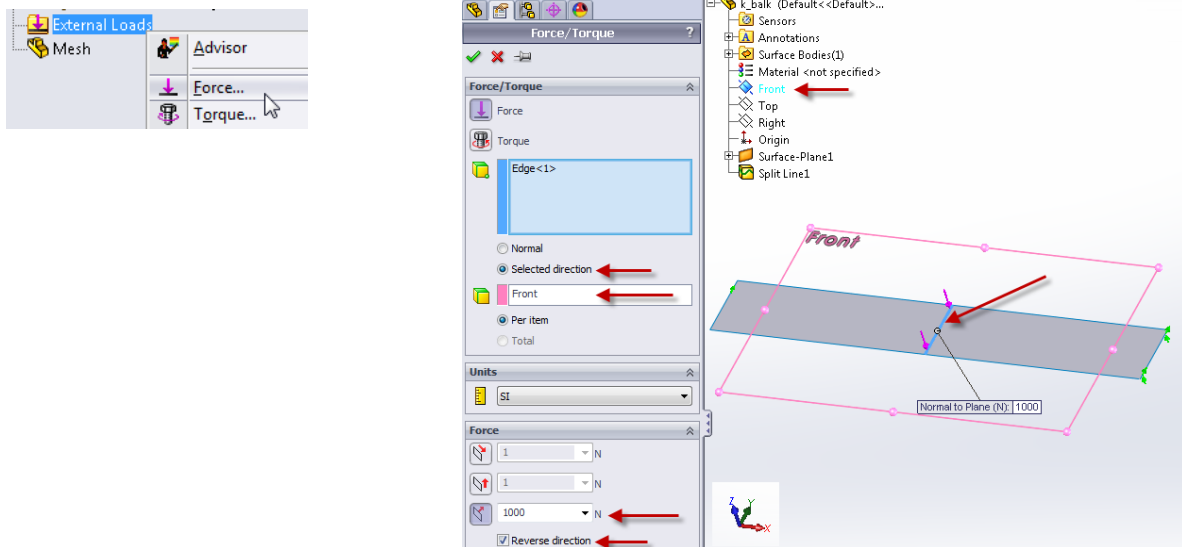 External Loads
Mesh
Advisor
Force...
Torque...
Force/Torque
?
Force/Torque
Force
Torque
Edge<1>
Normal
Selected direction
Front
Per item
Total
Units
SI
Force
1 N
1 N
1000 N
Reverse direction
k_balk (Default<<Default>...
Sensors
Annotations
Surface Bodies(1)
Material <not specified>
Front
Top
Right
Origin
Surface-Plane1
Split Line1
Front
Normal to Plane (N): 1000
Z Y
X